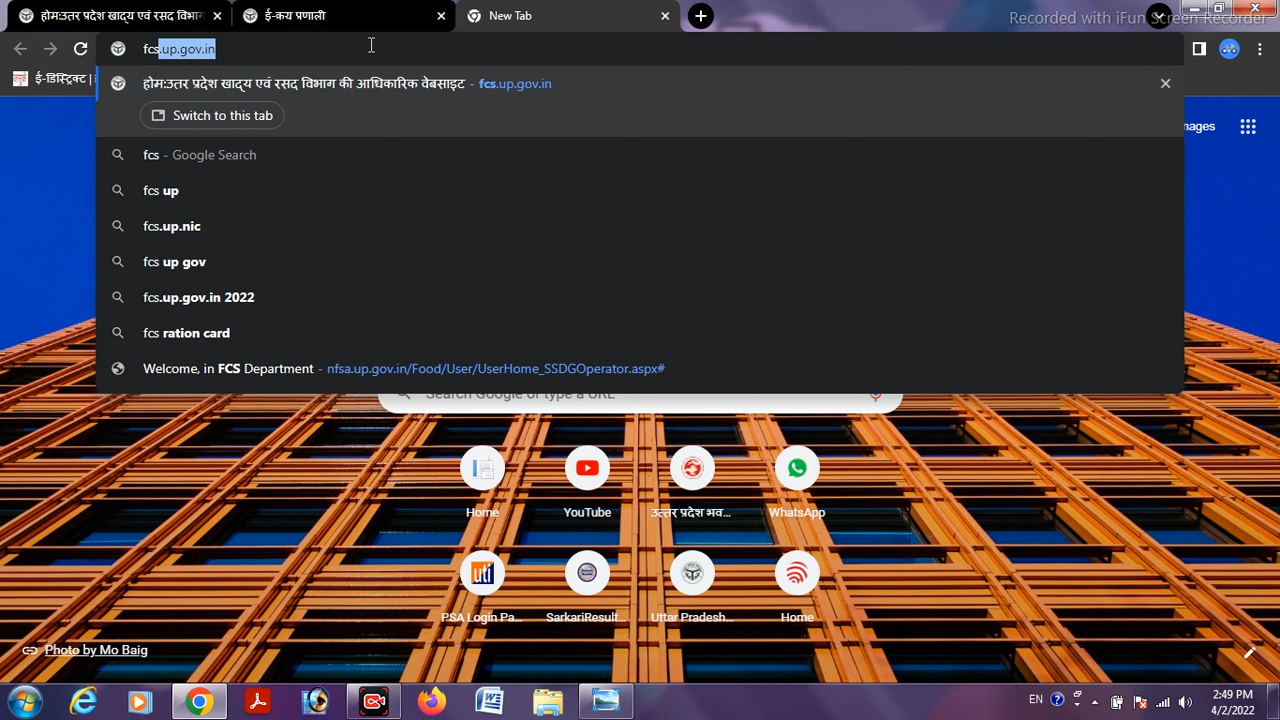 होम:उत्तर प्रदेश खाद्य एवं रसद विभाग
ई-क्रय प्रणाली
New Tab
Recorded with iFun Screen Recorder
fcs.up.gov.in
ई-डिस्ट्रिक्ट |
होम:उत्तर प्रदेश खाद्य एवं रसद विभाग की आधिकारिक वेबसाइट - fcs.up.gov.in
Switch to this tab
fcs - Google Search
fcs up
fcs.up.nic
fcs up gov
fcs.up.gov.in 2022
fcs ration card
Welcome, in FCS Department - nfsa.up.gov.in/Food/User/UserHome_SSDGOperator.aspx#
Search Google or type a URL
Home
YouTube
उत्तर प्रदेश भव...
WhatsApp
uti
PSA Login Pa...
SarkariResult...
Uttar Pradesh...
Home
Photo by Mo Baig
EN
2:49 PM
4/2/2022